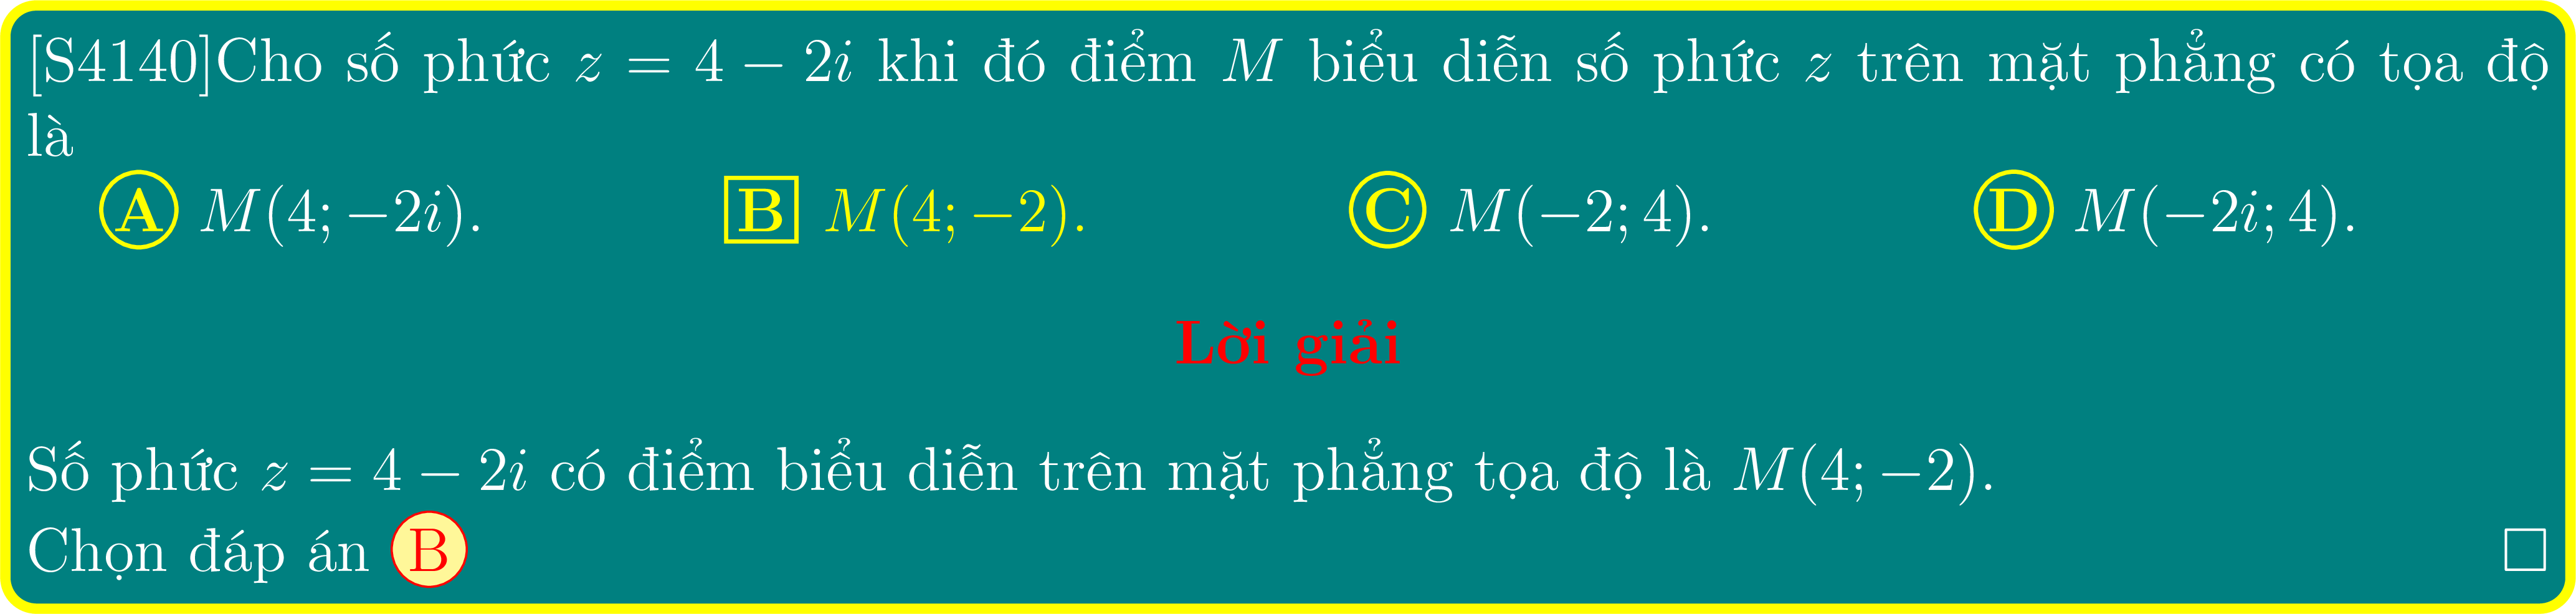 [S4140]Cho số phức z = 4 − 2i khi đó điểm M biểu diễn số phức z trên mặt phẳng có tọa độ
là
A M(4; −2i). B M(4; −2). C M(−2; 4). D M(−2i; 4).
Lời giải
Số phức z = 4 − 2i có điểm biểu diễn trên mặt phẳng tọa độ là M(4; −2).
Chọn đáp án B □